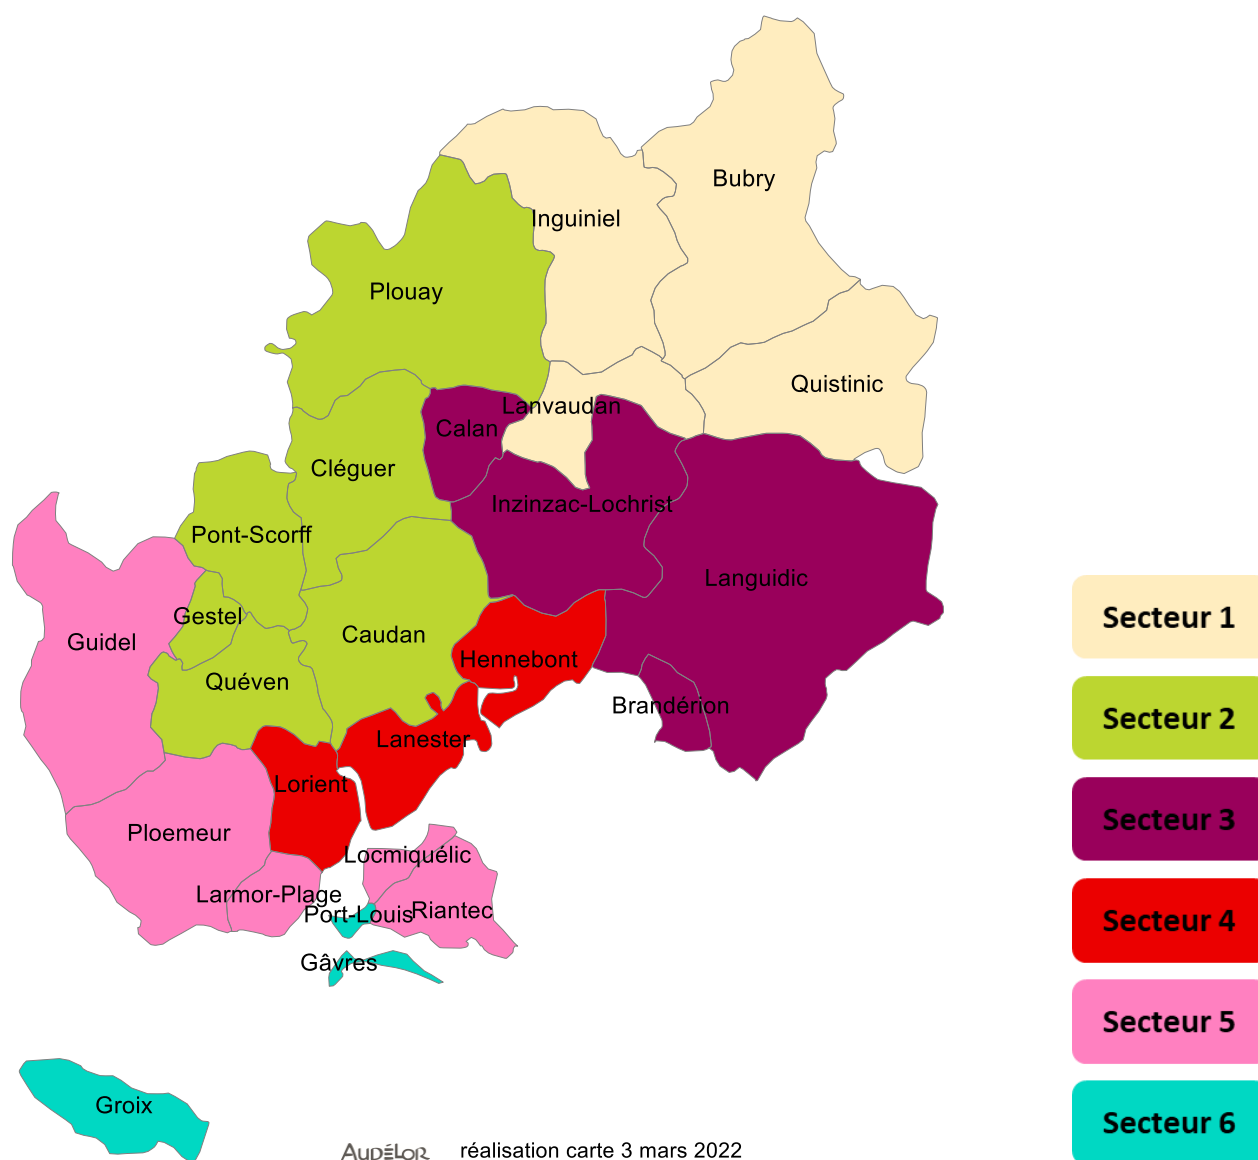 Bubry
Inguiniel
Plouay
Quistinic
Lanvaudan
Calan
Cléguer
Inzinzac-Lochrist
Pont-Scorff
Languidic
Gestel
Caudan
Guidel
Hennebont
Quéven
Brandérion
Lanester
Lorient
Ploemeur
Locmiquélic
Larmor-Plage
Port-Louis
Riantec
Gâvres
Groix
Secteur 1
Secteur 2
Secteur 3
Secteur 4
Secteur 5
Secteur 6
AUDÉLOR réalisation carte 3 mars 2022